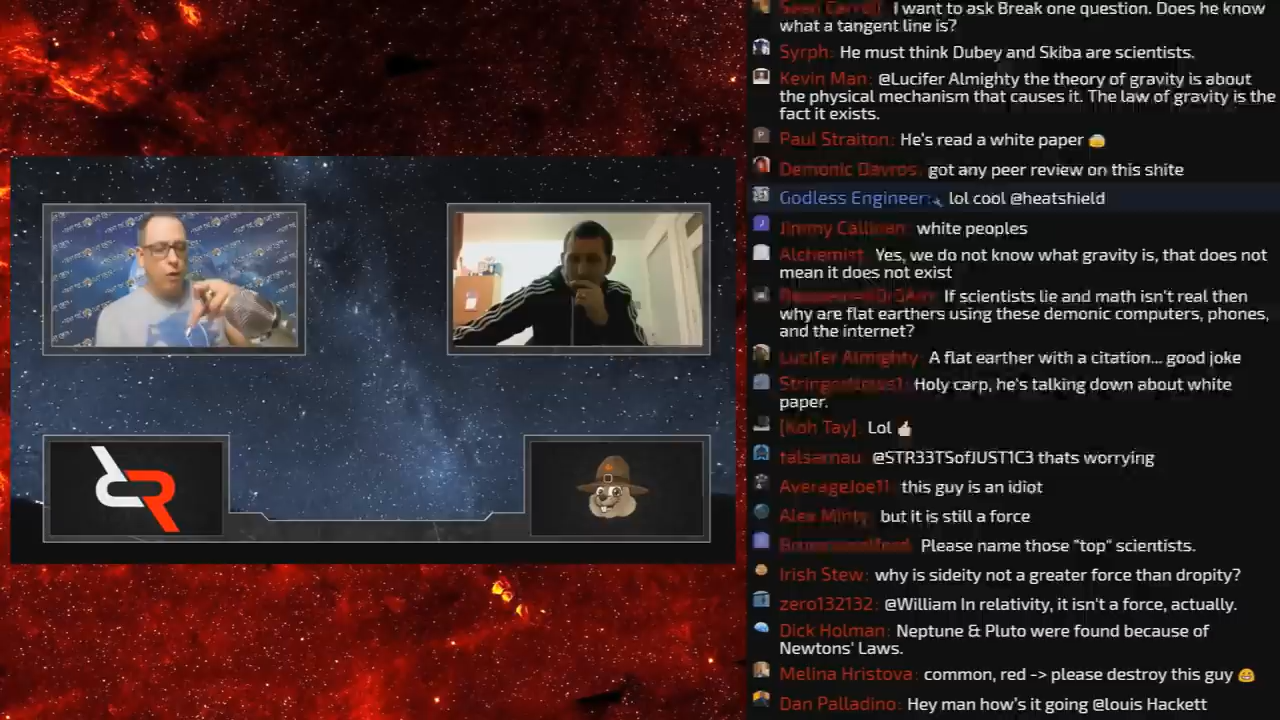 I want to ask Break one question. Does he know
what a tangent line is?
Syrph: He must think Dubey and Skiba are scientists.
Kevin Man: @Lucifer Almighty the theory of gravity is about
the physical mechanism that causes it. The law of gravity is the
fact it exists.
Paul Straiton: He's read a white paper
Demonic Davros: got any peer review on this shite
Godless Engineer: lol cool @heatshield
Jimmy Callivan: white peoples
Alchemist: Yes, we do not know what gravity is, that does not
mean it does not exist
If scientists lie and math isn't real then
why are flat earthers using these demonic computers, phones,
and the internet?
Lucifer Almighty: A flat earther with a citation... good joke
Holy carp, he's talking down about white
paper.
[Koh Tay]: Lol 👍
@STR33TSofJUST1C3 thats worrying
AverageJoe11: this guy is an idiot
Alex Minty: but it is still a force
Please name those "top" scientists.
Irish Stew: why is sideity not a greater force than dropity?
zero132132: @William In relativity, it isn't a force, actually.
Dick Holman: Neptune & Pluto were found because of
Newtons' Laws.
Melina Hristova: common, red -> please destroy this guy 😄
Dan Palladino: Hey man how's it going @louis Hackett